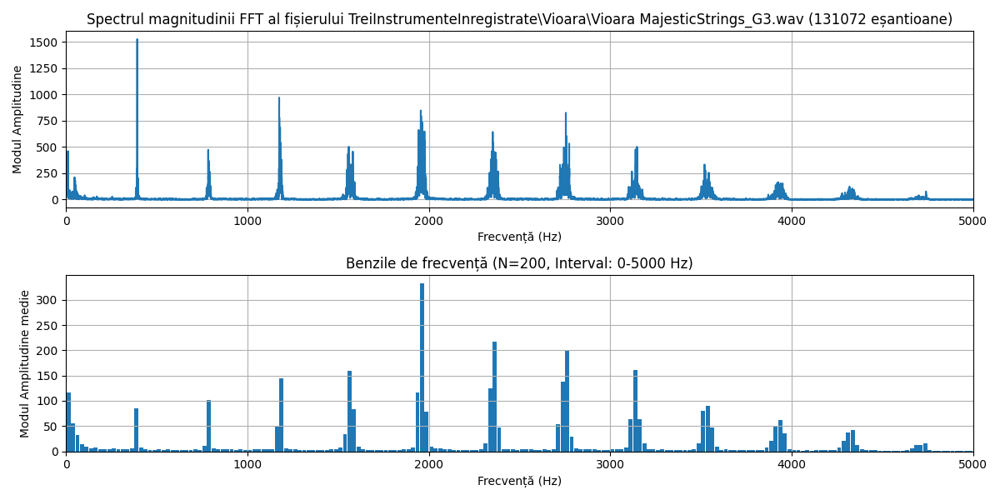 Spectrul magnitudinii FFT al fișierului TreiInstrumenteInregistrate\Vioara\Vioara MajesticStrings_G3.wav (131072 eșantioane)
Modul Amplitudine
1500
1250
1000
750
500
250
0
0 1000 2000 3000 4000 5000
Frecvență (Hz)
Benzile de frecvență (N=200, Interval: 0-5000 Hz)
Modul Amplitudine medie
300
250
200
150
100
50
0
0 1000 2000 3000 4000 5000
Frecvență (Hz)